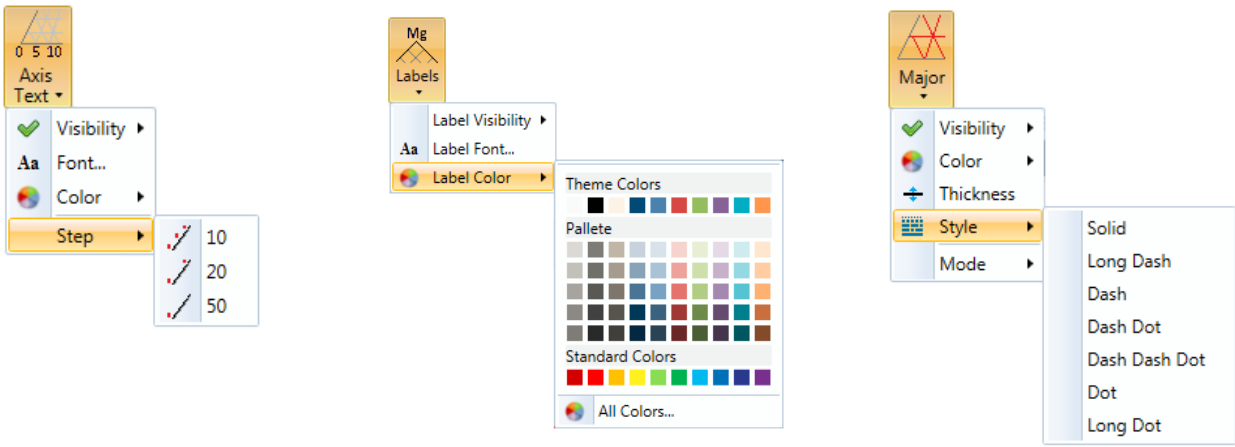 0 5 10
Axis
Text
Visibility
Aa Font...
Color
Step
10
20
50
Mg
Labels
Label Visibility
Aa Label Font...
Label Color
Theme Colors
Pallete
Standard Colors
All Colors...
Major
Visibility
Color
Thickness
Style
Mode
Solid
Long Dash
Dash
Dash Dot
Dash Dash Dot
Dot
Long Dot